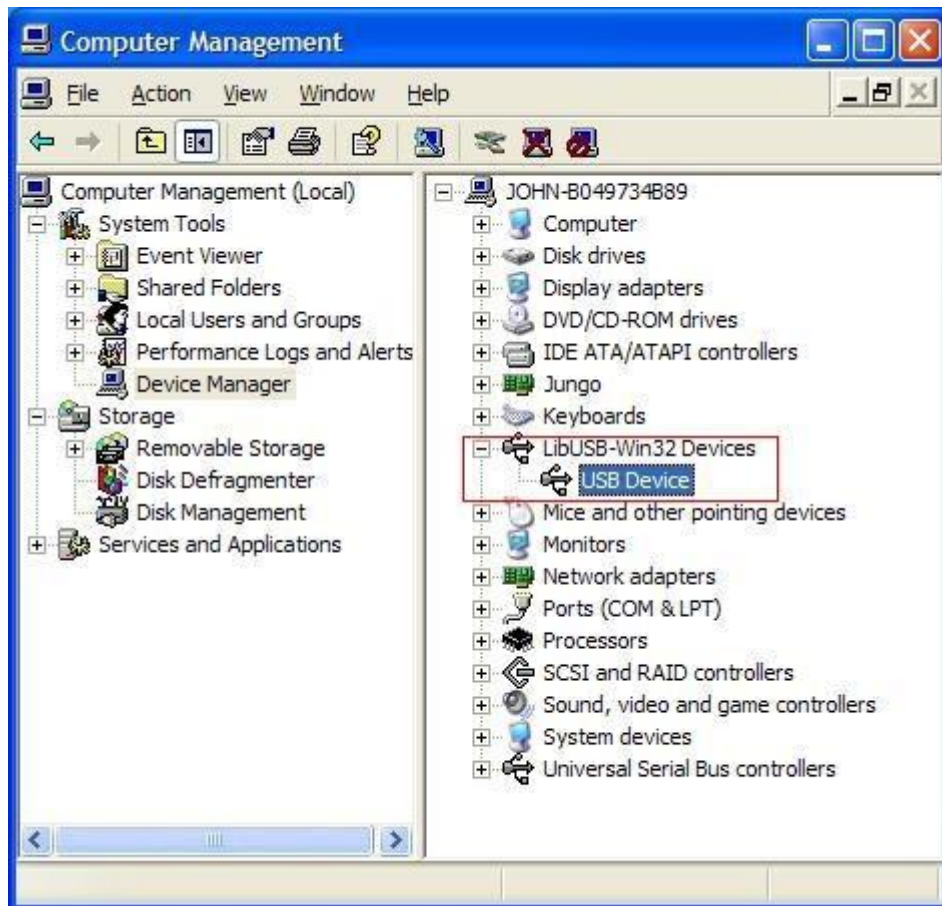 Computer Management
File Action View Window Help
Computer Management (Local)
System Tools
Event Viewer
Shared Folders
Local Users and Groups
Performance Logs and Alerts
Device Manager
Storage
Removable Storage
Disk Defragmenter
Disk Management
Services and Applications
JOHN-B049734B89
Computer
Disk drives
Display adapters
DVD/CD-ROM drives
IDE ATA/ATAPI controllers
Jungo
Keyboards
LibUSB-Win32 Devices
USB Device
Mice and other pointing devices
Monitors
Network adapters
Ports (COM & LPT)
Processors
SCSI and RAID controllers
Sound, video and game controllers
System devices
Universal Serial Bus controllers